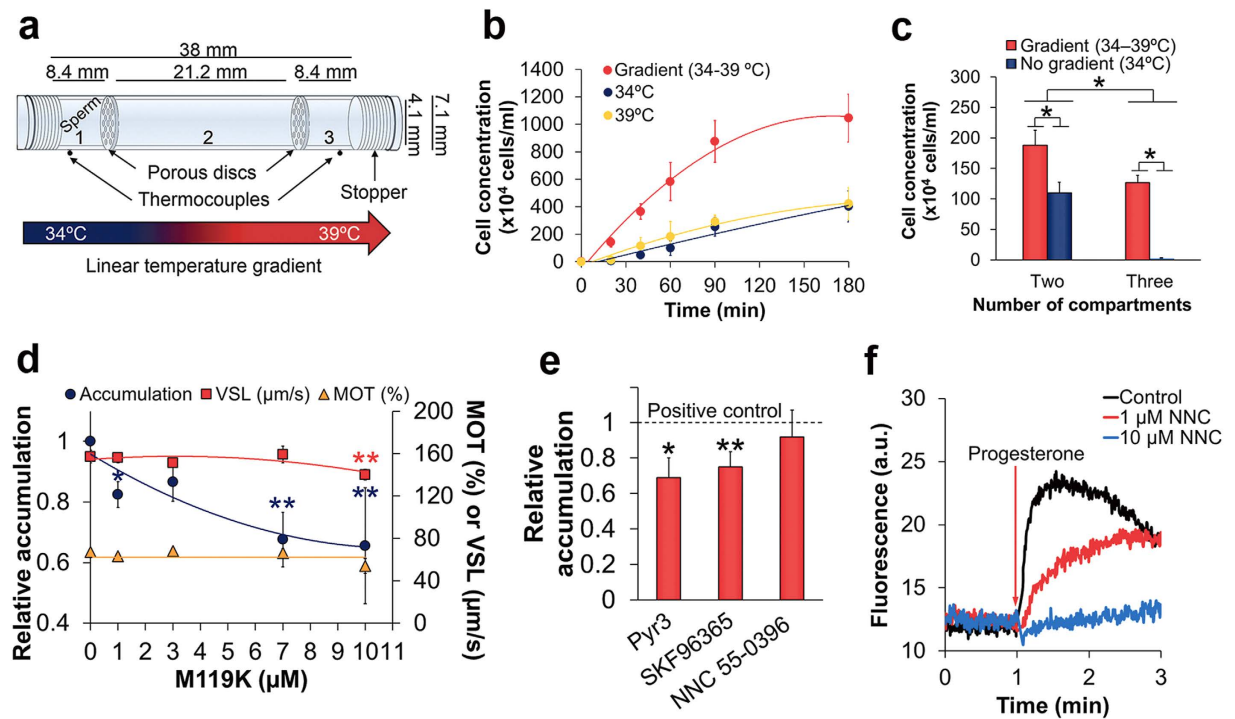 a
38 mm
8.4 mm
21.2 mm
8.4 mm
Sperm
1
2
3
4.1 mm
7.1 mm
Porous discs
Thermocouples
Stopper
34ºC
39ºC
Linear temperature gradient
b
Gradient (34-39 ºC)
34ºC
39ºC
Cell concentration
(x10⁴ cells/ml)
1400
1200
1000
800
600
400
200
0
0 30 60 90 120 150 180
Time (min)
c
Gradient (34–39ºC)
No gradient (34ºC)
Cell concentration
(x10⁴ cells/ml)
300
250
200
150
100
50
0
*
*
*
Two Three
Number of compartments
d
Accumulation VSL (µm/s) MOT (%)
Relative accumulation
1
0.8
0.6
0.4
*
**
**
**
200
160
120
80
40
0
MOT (%) or VSL (µm/s)
0 1 2 3 4 5 6 7 8 9 10 11
M119K (µM)
e
Relative
accumulation
Positive control
1
0.8
0.6
0.4
0.2
0
*
**
Pyr3
SKF96365
NNC 55-0396
f
Control
1 µM NNC
10 µM NNC
Progesterone
Fluorescence (a.u.)
30
25
20
15
10
0 1 2 3
Time (min)